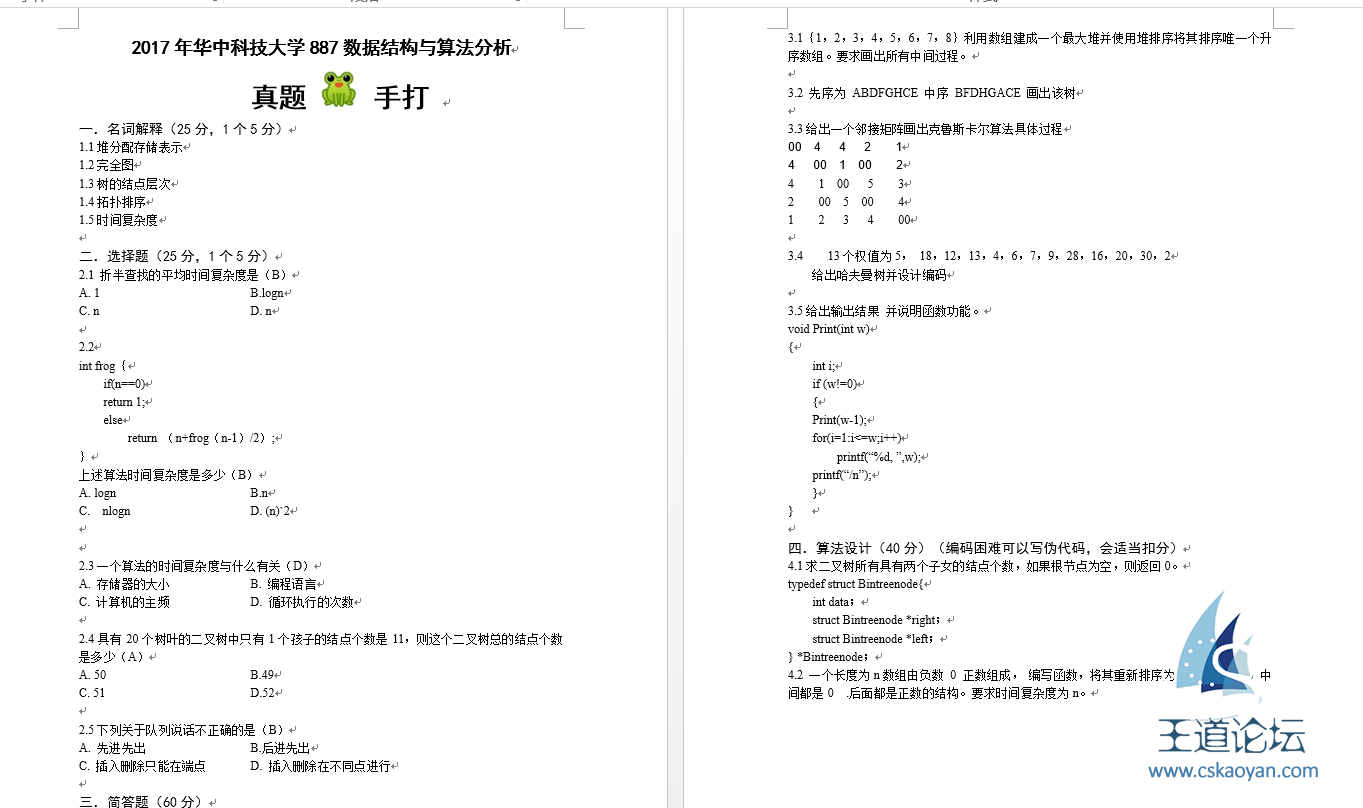 2017年华中科技大学887数据结构与算法分析
真题 手打
一．名词解释（25分，1个5分）
1.1堆分配存储表示
1.2完全图
1.3树的结点层次
1.4拓扑排序
1.5时间复杂度
二．选择题（25分，1个5分）
2.1 折半查找的平均时间复杂度是（B）
A. 1 B.logn
C. n D. n
2.2
int frog｛
if(n==0)
return 1;
else
return （n+frog（n-1）/2）;
}
上述算法时间复杂度是多少（B）
A. logn B.n
C. nlogn D. (n)`2
2.3一个算法的时间复杂度与什么有关（D）
A. 存储器的大小 B. 编程语言
C. 计算机的主频 D. 循环执行的次数
2.4具有20个树叶的二叉树中只有1个孩子的结点个数是11，则这个二叉树总的结点个数
是多少（A）
A. 50 B.49
C. 51 D.52
2.5下列关于队列说话不正确的是（B）
A. 先进先出 B.后进先出
C. 插入删除只能在端点 D. 插入删除在不同点进行
三．简答题（60分）
3.1｛1，2，3，4，5，6，7，8｝利用数组建成一个最大堆并使用堆排序将其排序唯一个升
序数组。要求画出所有中间过程。
3.2 先序为 ABDFGHCE 中序 BFDHGACE 画出该树
3.3给出一个邻接矩阵画出克鲁斯卡尔算法具体过程
00 4 4 2 1
4 00 1 00 2
4 1 00 5 3
2 00 5 00 4
1 2 3 4 00
3.4 13个权值为5， 18，12，13，4，6，7，9，28，16，20，30，2
给出哈夫曼树并设计编码
3.5给出输出结果 并说明函数功能。
void Print(int w)
{
int i;
if (w!=0)
{
Print(w-1);
for(i=1:i<=w;i++)
printf(“%d, ”,w);
printf(“/n”);
}
}
四．算法设计（40分）（编码困难可以写伪代码，会适当扣分）
4.1求二叉树所有具有两个子女的结点个数，如果根节点为空，则返回0。
typedef struct Bintreenode{
int data；
struct Bintreenode *right；
struct Bintreenode *left；
} *Bintreenode；
4.2 一个长度为n数组由负数 0 正数组成， 编写函数，将其重新排序为 ，中
间都是0 .后面都是正数的结构。要求时间复杂度为n。
王道论坛
www.cskaoyan.com